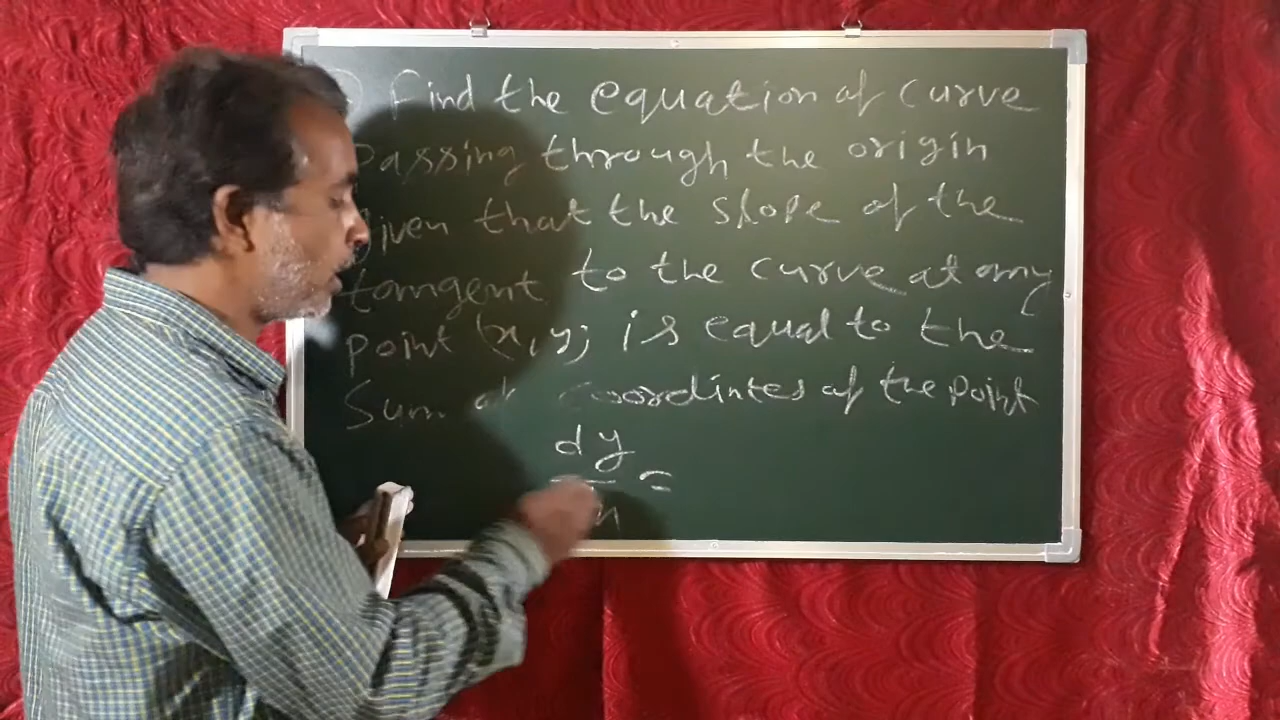 Find the equation of curve
passing through the origin
given that the slope of the
tangent to the curve at any
point (x, y) is equal to the
Sum of coordintes of the point
dy =